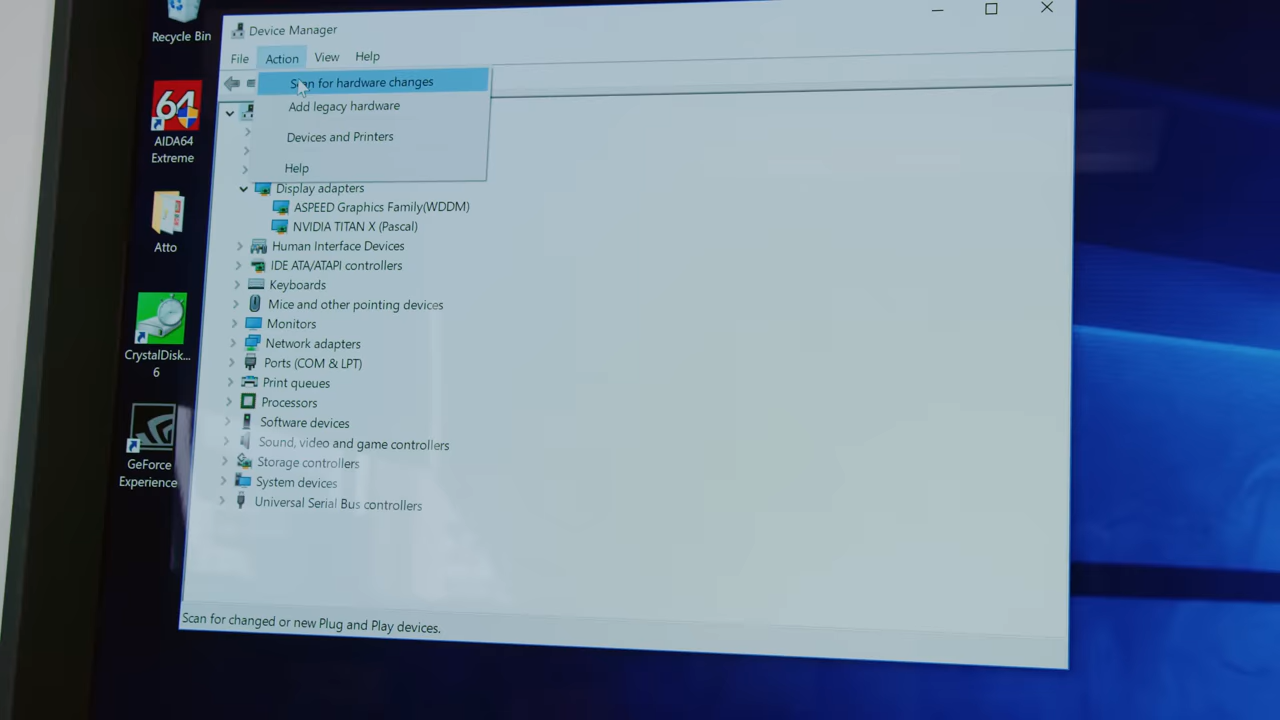 Recycle Bin
AIDA64
Extreme
Atto
CrystalDisk...
6
GeForce
Experience
Device Manager
File Action View Help
Scan for hardware changes
Add legacy hardware
Devices and Printers
Help
Display adapters
ASPEED Graphics Family(WDDM)
NVIDIA TITAN X (Pascal)
Human Interface Devices
IDE ATA/ATAPI controllers
Keyboards
Mice and other pointing devices
Monitors
Network adapters
Ports (COM & LPT)
Print queues
Processors
Software devices
Sound, video and game controllers
Storage controllers
System devices
Universal Serial Bus controllers
Scan for changed or new Plug and Play devices.
64